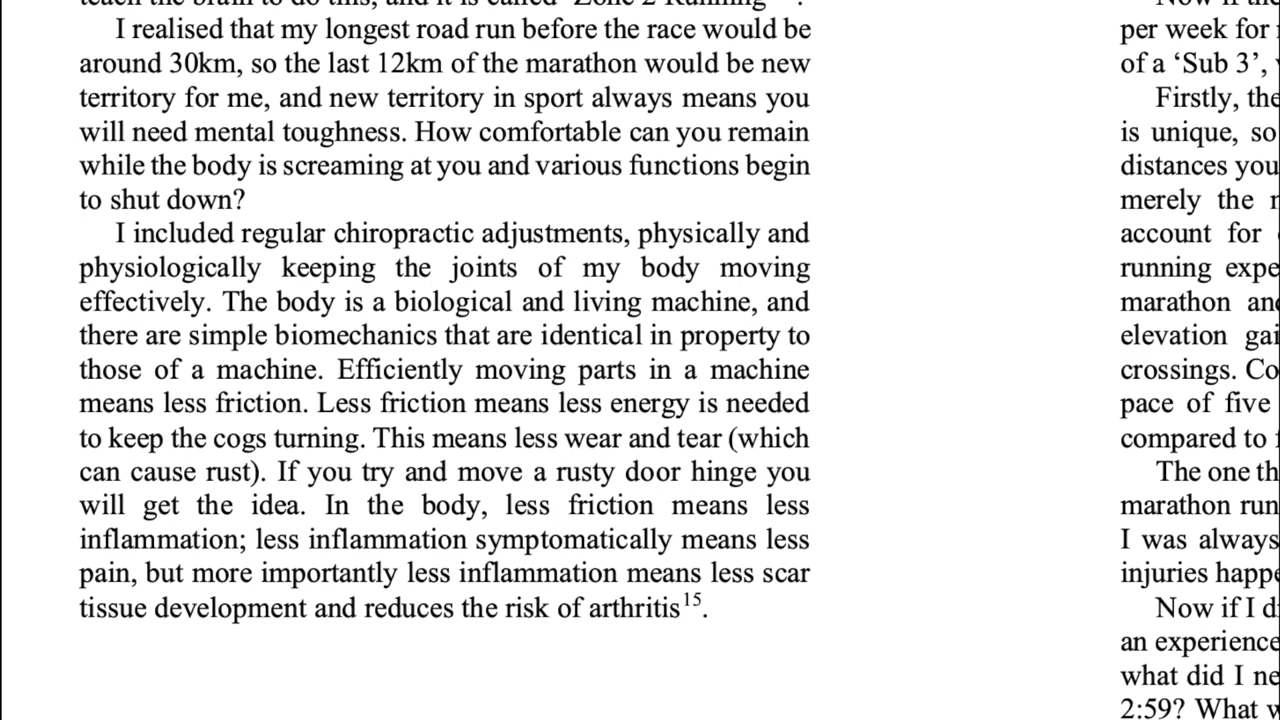 I realised that my longest road run before the race would be
around 30km, so the last 12km of the marathon would be new
territory for me, and new territory in sport always means you
will need mental toughness. How comfortable can you remain
while the body is screaming at you and various functions begin
to shut down?
I included regular chiropractic adjustments, physically and
physiologically keeping the joints of my body moving
effectively. The body is a biological and living machine, and
there are simple biomechanics that are identical in property to
those of a machine. Efficiently moving parts in a machine
means less friction. Less friction means less energy is needed
to keep the cogs turning. This means less wear and tear (which
can cause rust). If you try and move a rusty door hinge you
will get the idea. In the body, less friction means less
inflammation; less inflammation symptomatically means less
pain, but more importantly less inflammation means less scar
tissue development and reduces the risk of arthritis15.
per week for
of a ‘Sub 3’,
Firstly, the
is unique, so
distances you
merely the
account for
running expe
marathon and
elevation gai
crossings. Co
pace of five
compared to
The one th
marathon run
I was always
injuries happe
Now if I d
an experience
what did I ne
2:59? What